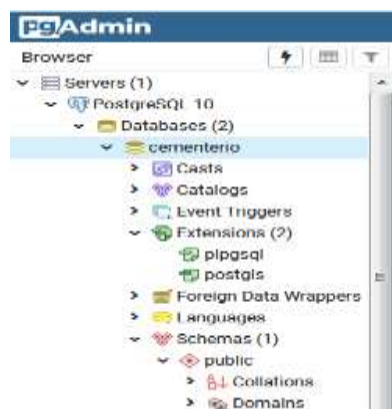 pgAdmin
Browser
Servers (1)
PostgreSQL 10
Databases (2)
cementerio
Casts
Catalogs
Event Triggers
Extensions (2)
plpgsql
postgis
Foreign Data Wrappers
Languages
Schemas (1)
public
Collations
Domains